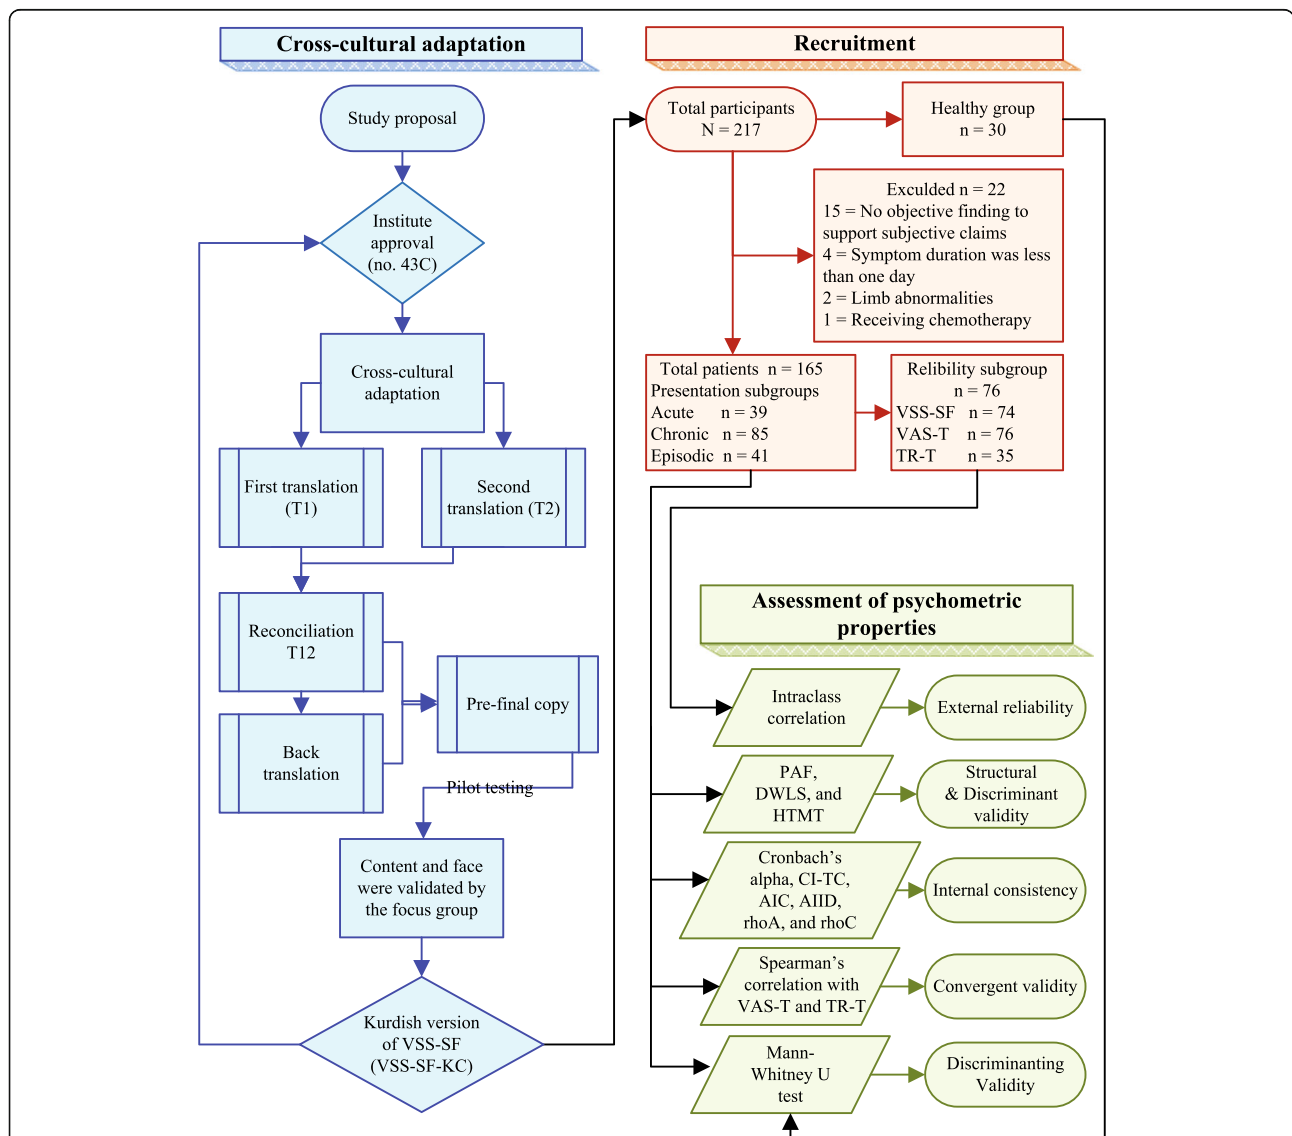 Cross-cultural adaptation
Study proposal
Institute
approval
(no. 43C)
Cross-cultural
adaptation
First translation
(T1)
Second
translation (T2)
Reconciliation
T12
Back
translation
Pre-final copy
Pilot testing
Content and face
were validated by
the focus group
Kurdish version
of VSS-SF
(VSS-SF-KC)
Recruitment
Total participants
N = 217
Healthy group
n = 30
Exculded n = 22
15 = No objective finding to
support subjective claims
4 = Symptom duration was less
than one day
2 = Limb abnormalities
1 = Receiving chemotherapy
Total patients n = 165
Presentation subgroups
Acute n = 39
Chronic n = 85
Episodic n = 41
Relibility subgroup
n = 76
VSS-SF n = 74
VAS-T n = 76
TR-T n = 35
Assessment of psychometric
properties
Intraclass
correlation
External reliability
PAF,
DWLS, and
HTMT
Structural
& Discriminant
validity
Cronbach's
alpha, CI-TC,
AIC, AIID,
rhoA, and rhoC
Internal consistency
Spearman's
correlation with
VAS-T and TR-T
Convergent validity
Mann-
Whitney U
test
Discriminanting
Validity